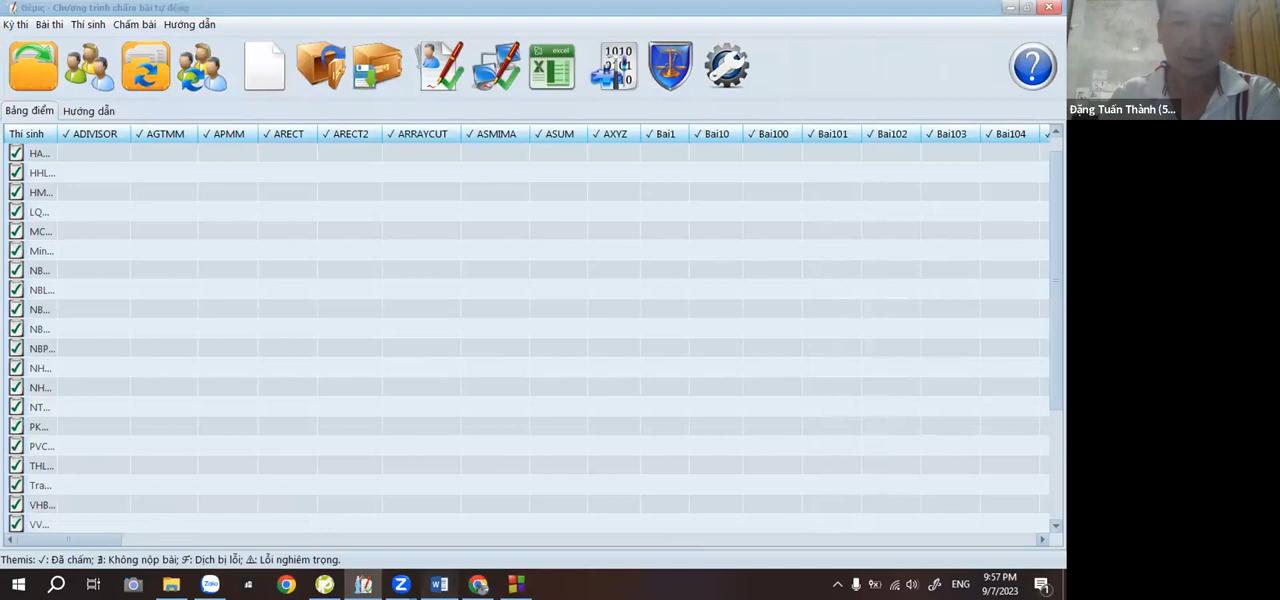 Θέμις - Chương trình chấm bài tự động
Kỳ thi Bài thi Thí sinh Chấm bài Hướng dẫn
excel
1010
?
Bảng điểm Hướng dẫn
Thí sinh ✓ ADIVISOR ✓ AGTMM ✓ APMM ✓ ARECT ✓ ARECT2 ✓ ARRAYCUT ✓ ASMIMA ✓ ASUM ✓ AXYZ ✓ Bai1 ✓ Bai10 ✓ Bai100 ✓ Bai101 ✓ Bai102 ✓ Bai103 ✓ Bai104 ✓
HA...
HHL...
HM...
LQ...
MC...
Min...
NB...
NBL...
NB...
NB...
NBP...
NH...
NH...
NT...
PK...
PVC...
THL...
Tra...
VHB...
VV...
Themis: ✓: Đã chấm; ∃: Không nộp bài; Dịch bị lỗi; ⚠: Lỗi nghiêm trọng.
Đặng Tuấn Thành (5...
Zalo
ENG
9:57 PM
9/7/2023
1